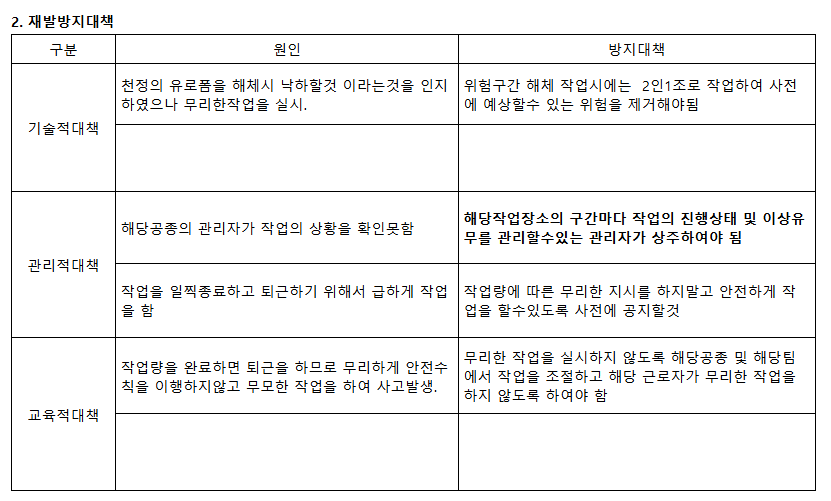 2. 재발방지대책
구분 원인 방지대책
기술적대책
천정의 유로폼을 해체시 낙하할것 이라는것을 인지
하였으나 무리한작업을 실시.
위험구간 해체 작업시에는 2인1조로 작업하여 사전
에 예상할수 있는 위험을 제거해야됨
관리적대책
해당공종의 관리자가 작업의 상황을 확인못함
해당작업장소의 구간마다 작업의 진행상태 및 이상유
무를 관리할수있는 관리자가 상주하여야 됨
작업을 일찍종료하고 퇴근하기 위해서 급하게 작업
을 함
작업량에 따른 무리한 지시를 하지말고 안전하게 작
업을 할수있도록 사전에 공지할것
교육적대책
작업량을 완료하면 퇴근을 하므로 무리하게 안전수
칙을 이행하지않고 무모한 작업을 하여 사고발생.
무리한 작업을 실시하지 않도록 해당공종 및 해당팀
에서 작업을 조절하고 해당 근로자가 무리한 작업을
하지 않도록 하여야 함